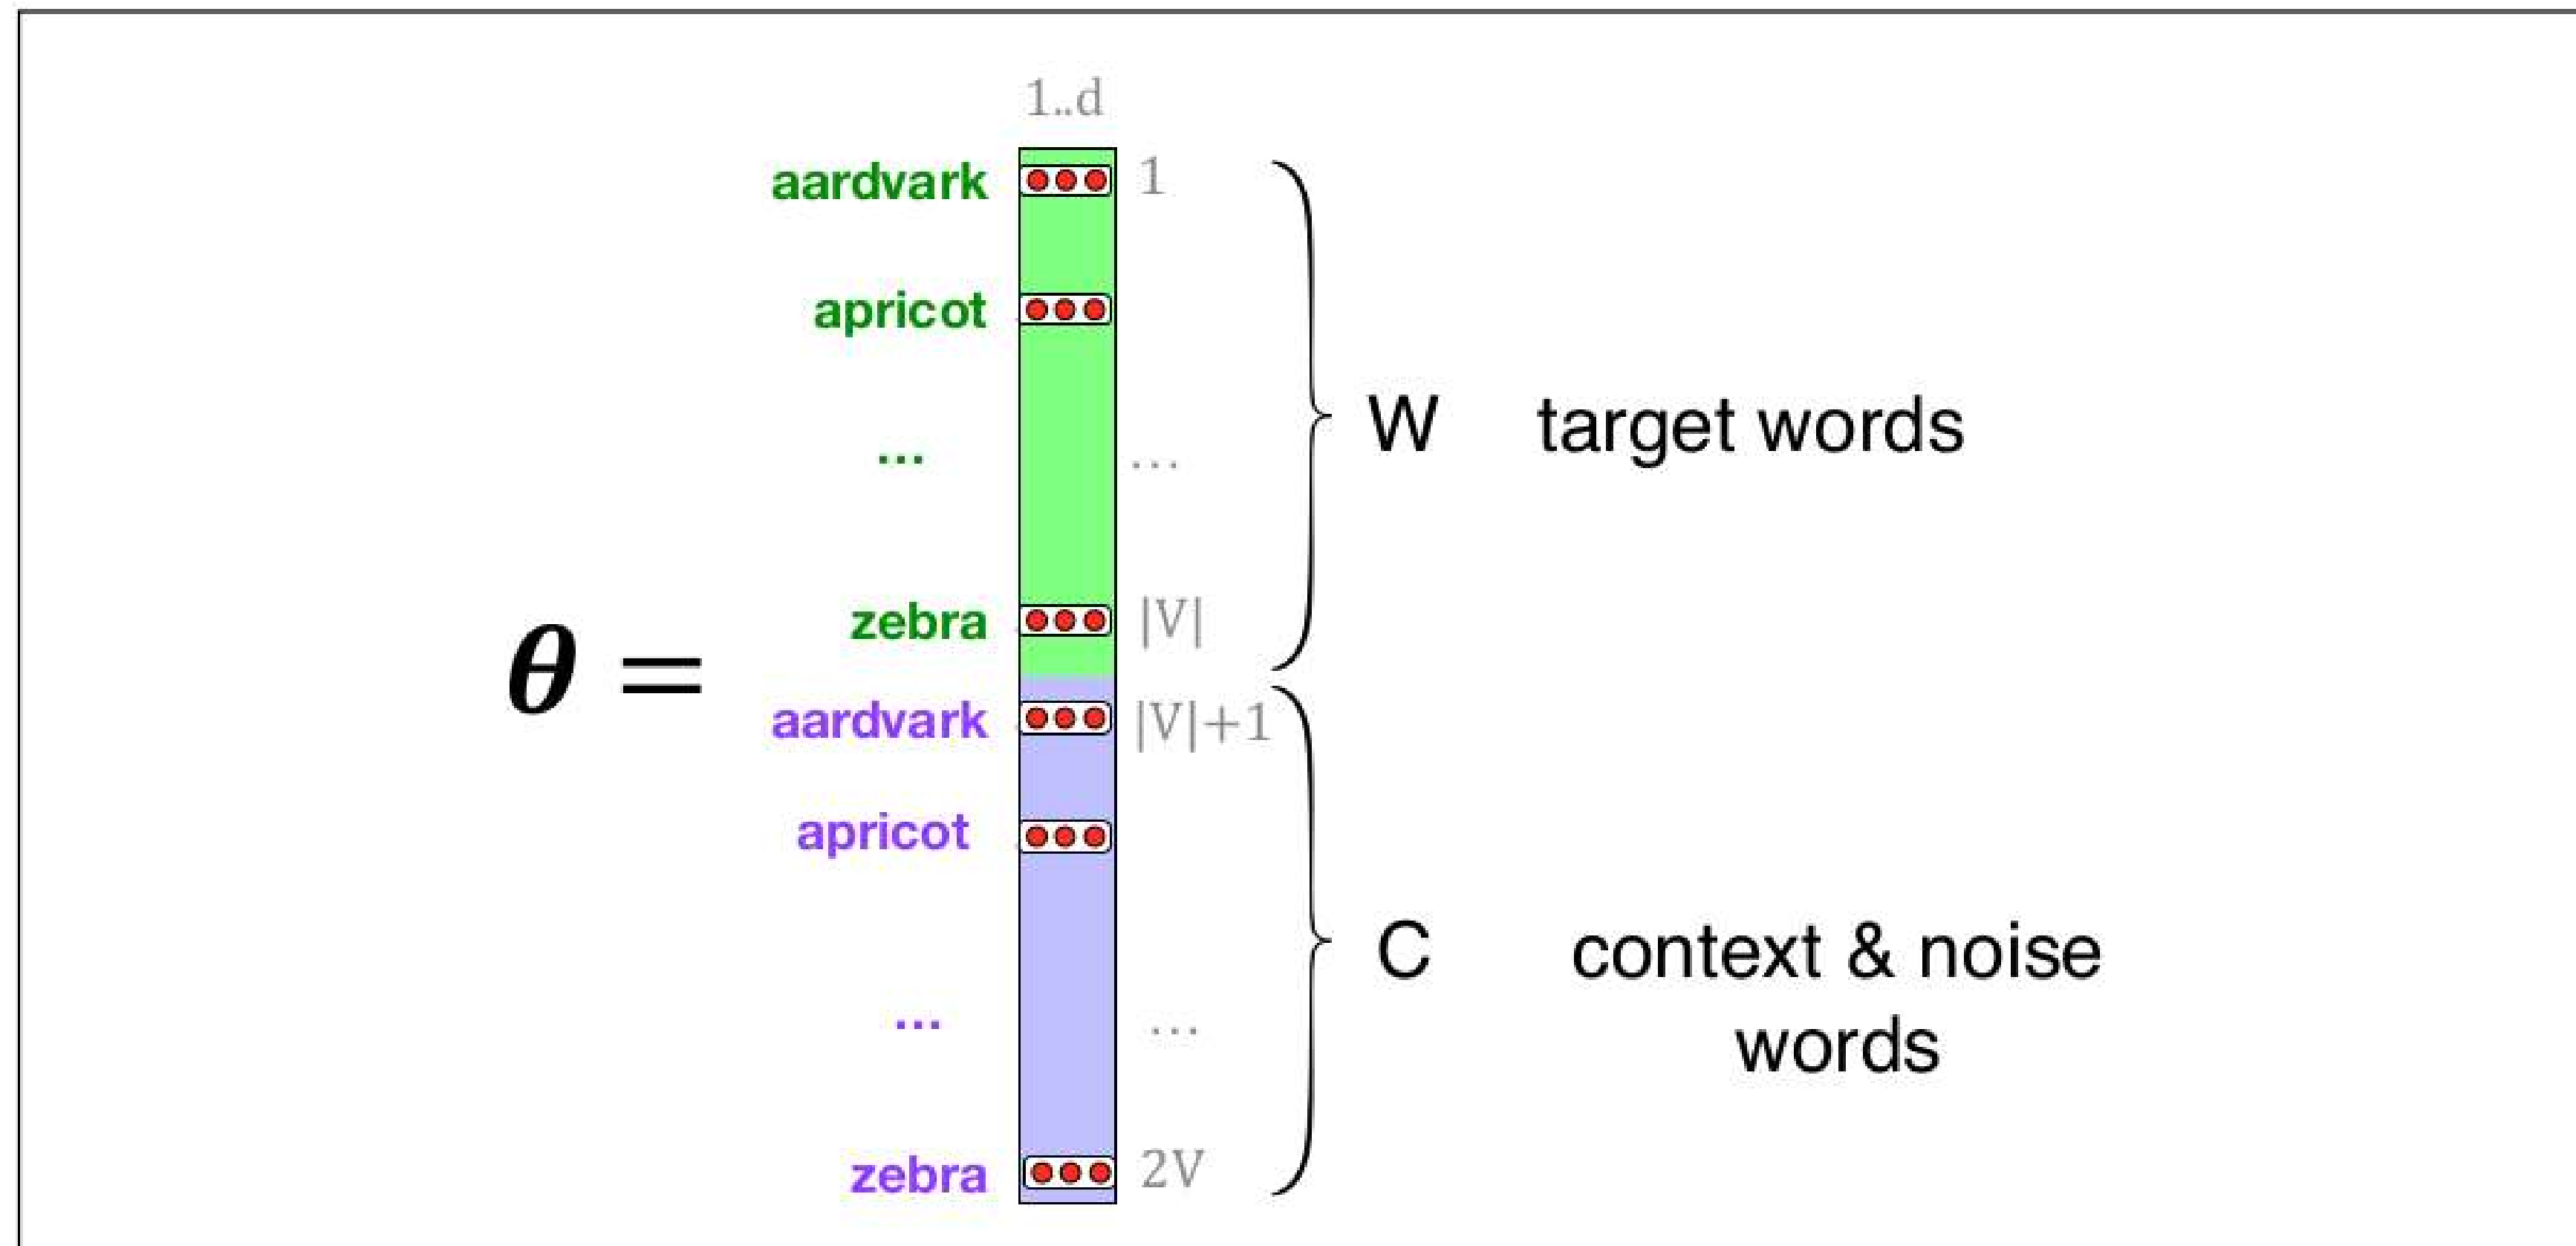 1..d
aardvark 1
apricot
... ...
W target words
zebra |V|
θ =
aardvark |V|+1
apricot
C context & noise
words
... ...
zebra 2V